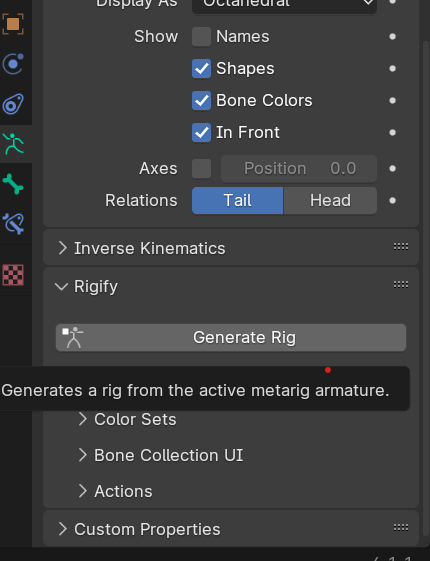 Display As Octahedral
Show Names
Shapes
Bone Colors
In Front
Axes Position 0.0
Relations Tail Head
Inverse Kinematics
Rigify
Generate Rig
Generates a rig from the active metarig armature.
Color Sets
Bone Collection UI
Actions
Custom Properties